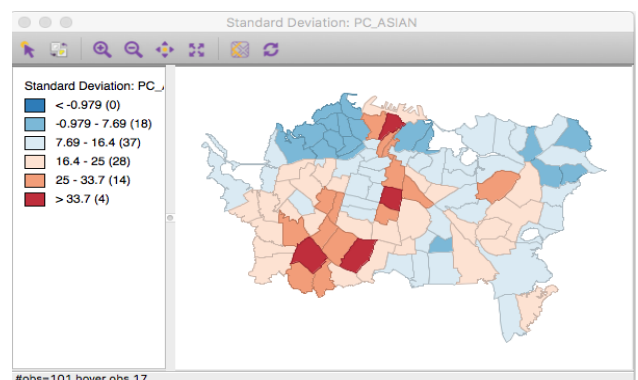 Standard Deviation: PC_ASIAN
Standard Deviation: PC_
< -0.979 (0)
-0.979 - 7.69 (18)
7.69 - 16.4 (37)
16.4 - 25 (28)
25 - 33.7 (14)
> 33.7 (4)
#obs=101 hover obs 17